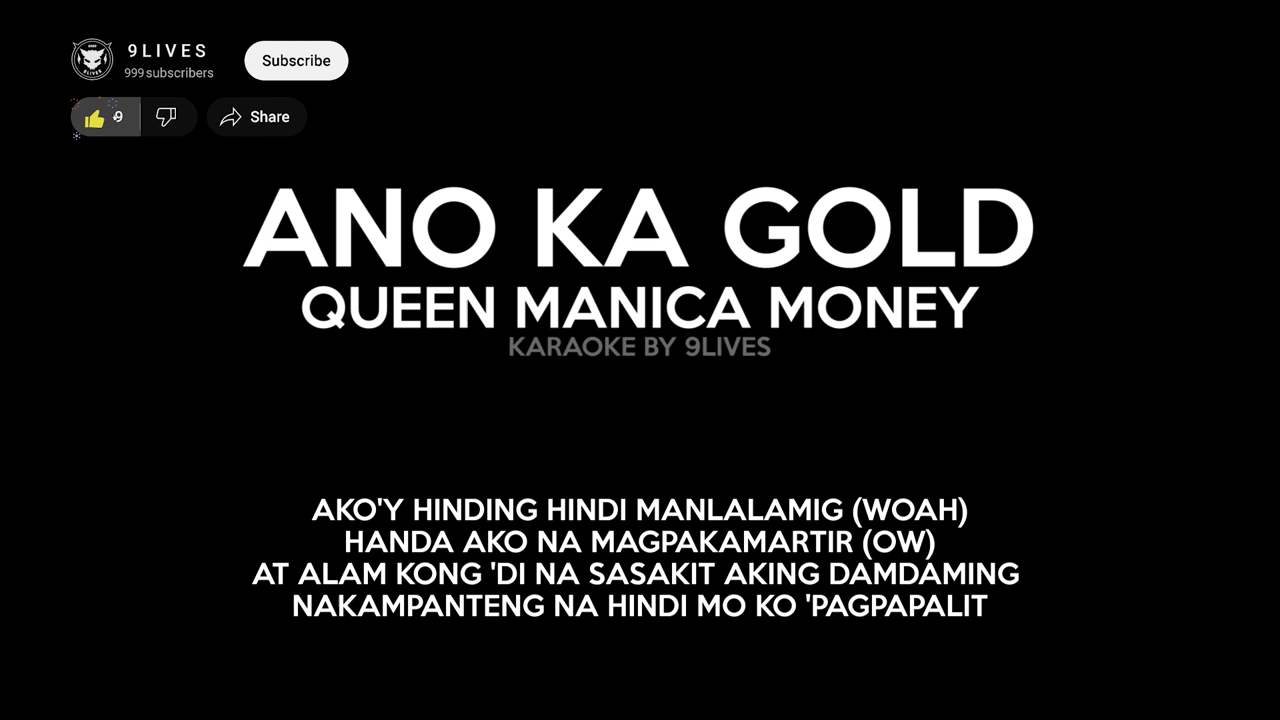 9LIVES
999 subscribers
Subscribe
9
Share
ANO KA GOLD
QUEEN MANICA MONEY
KARAOKE BY 9LIVES
AKO'Y HINDING HINDI MANLALAMIG (WOAH)
HANDA AKO NA MAGPAKAMARTIR (OW)
AT ALAM KONG 'DI NA SASAKIT AKING DAMDAMING
NAKAMPANTENG NA HINDI MO KO 'PAGPAPALIT